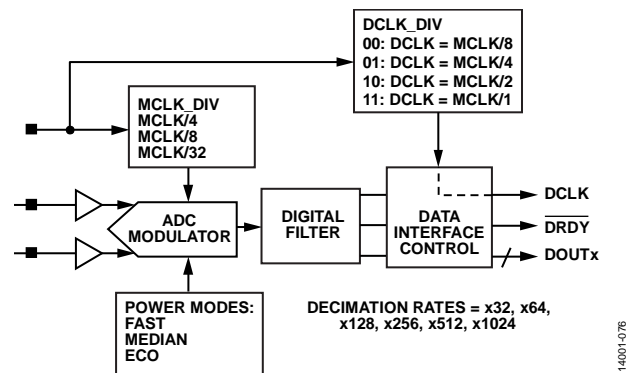 DCLK_DIV
00: DCLK = MCLK/8
01: DCLK = MCLK/4
10: DCLK = MCLK/2
11: DCLK = MCLK/1
MCLK_DIV
MCLK/4
MCLK/8
MCLK/32
ADC
MODULATOR
DIGITAL
FILTER
DATA
INTERFACE
CONTROL
DCLK
DRDY
DOUTx
POWER MODES:
FAST
MEDIAN
ECO
DECIMATION RATES = x32, x64,
x128, x256, x512, x1024
14001-076